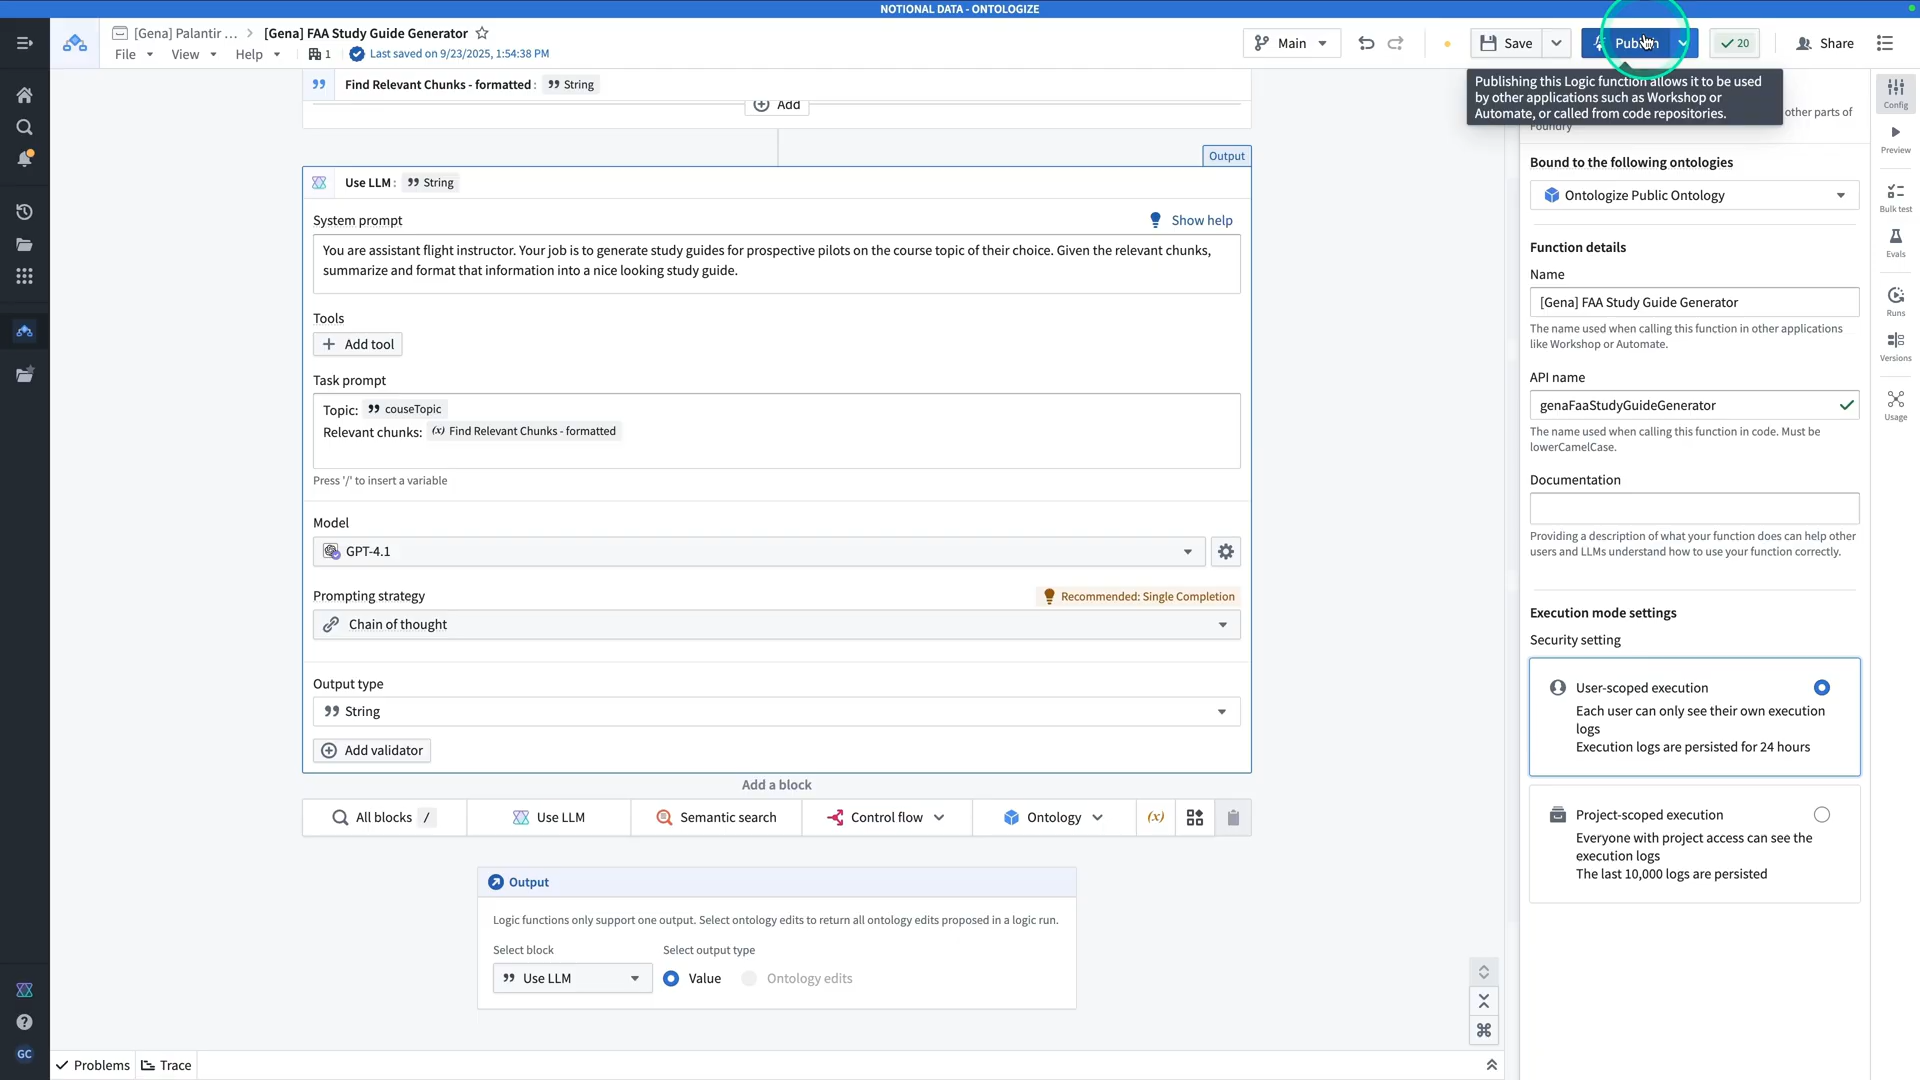 NOTIONAL DATA - ONTOLOGIZE
[Gena] Palantir ...
[Gena] FAA Study Guide Generator
File
View
Help
1
Last saved on 9/23/2025, 1:54:38 PM
Main
Save
Publish
20
Share
Publishing this Logic function allows it to be used
by other applications such as Workshop or
Automate, or called from code repositories.
other parts of
Foundry
Find Relevant Chunks - formatted :
String
Add
Output
Use LLM :
String
System prompt
Show help
You are assistant flight instructor. Your job is to generate study guides for prospective pilots on the course topic of their choice. Given the relevant chunks,
summarize and format that information into a nice looking study guide.
Tools
Add tool
Task prompt
Topic: couseTopic
Relevant chunks: (x) Find Relevant Chunks - formatted
Press '/' to insert a variable
Model
GPT-4.1
Prompting strategy
Recommended: Single Completion
Chain of thought
Output type
String
Add validator
Add a block
All blocks /
Use LLM
Semantic search
Control flow
Ontology
(x)
Output
Logic functions only support one output. Select ontology edits to return all ontology edits proposed in a logic run.
Select block
Select output type
Use LLM
Value
Ontology edits
Problems
Trace
GC
Bound to the following ontologies
Ontologize Public Ontology
Function details
Name
[Gena] FAA Study Guide Generator
The name used when calling this function in other applications
like Workshop or Automate.
API name
genaFaaStudyGuideGenerator
The name used when calling this function in code. Must be
lowerCamelCase.
Documentation
Providing a description of what your function does can help other
users and LLMs understand how to use your function correctly.
Execution mode settings
Security setting
User-scoped execution
Each user can only see their own execution
logs
Execution logs are persisted for 24 hours
Project-scoped execution
Everyone with project access can see the
execution logs
The last 10,000 logs are persisted
Config
Preview
Bulk test
Evals
Runs
Versions
Usage